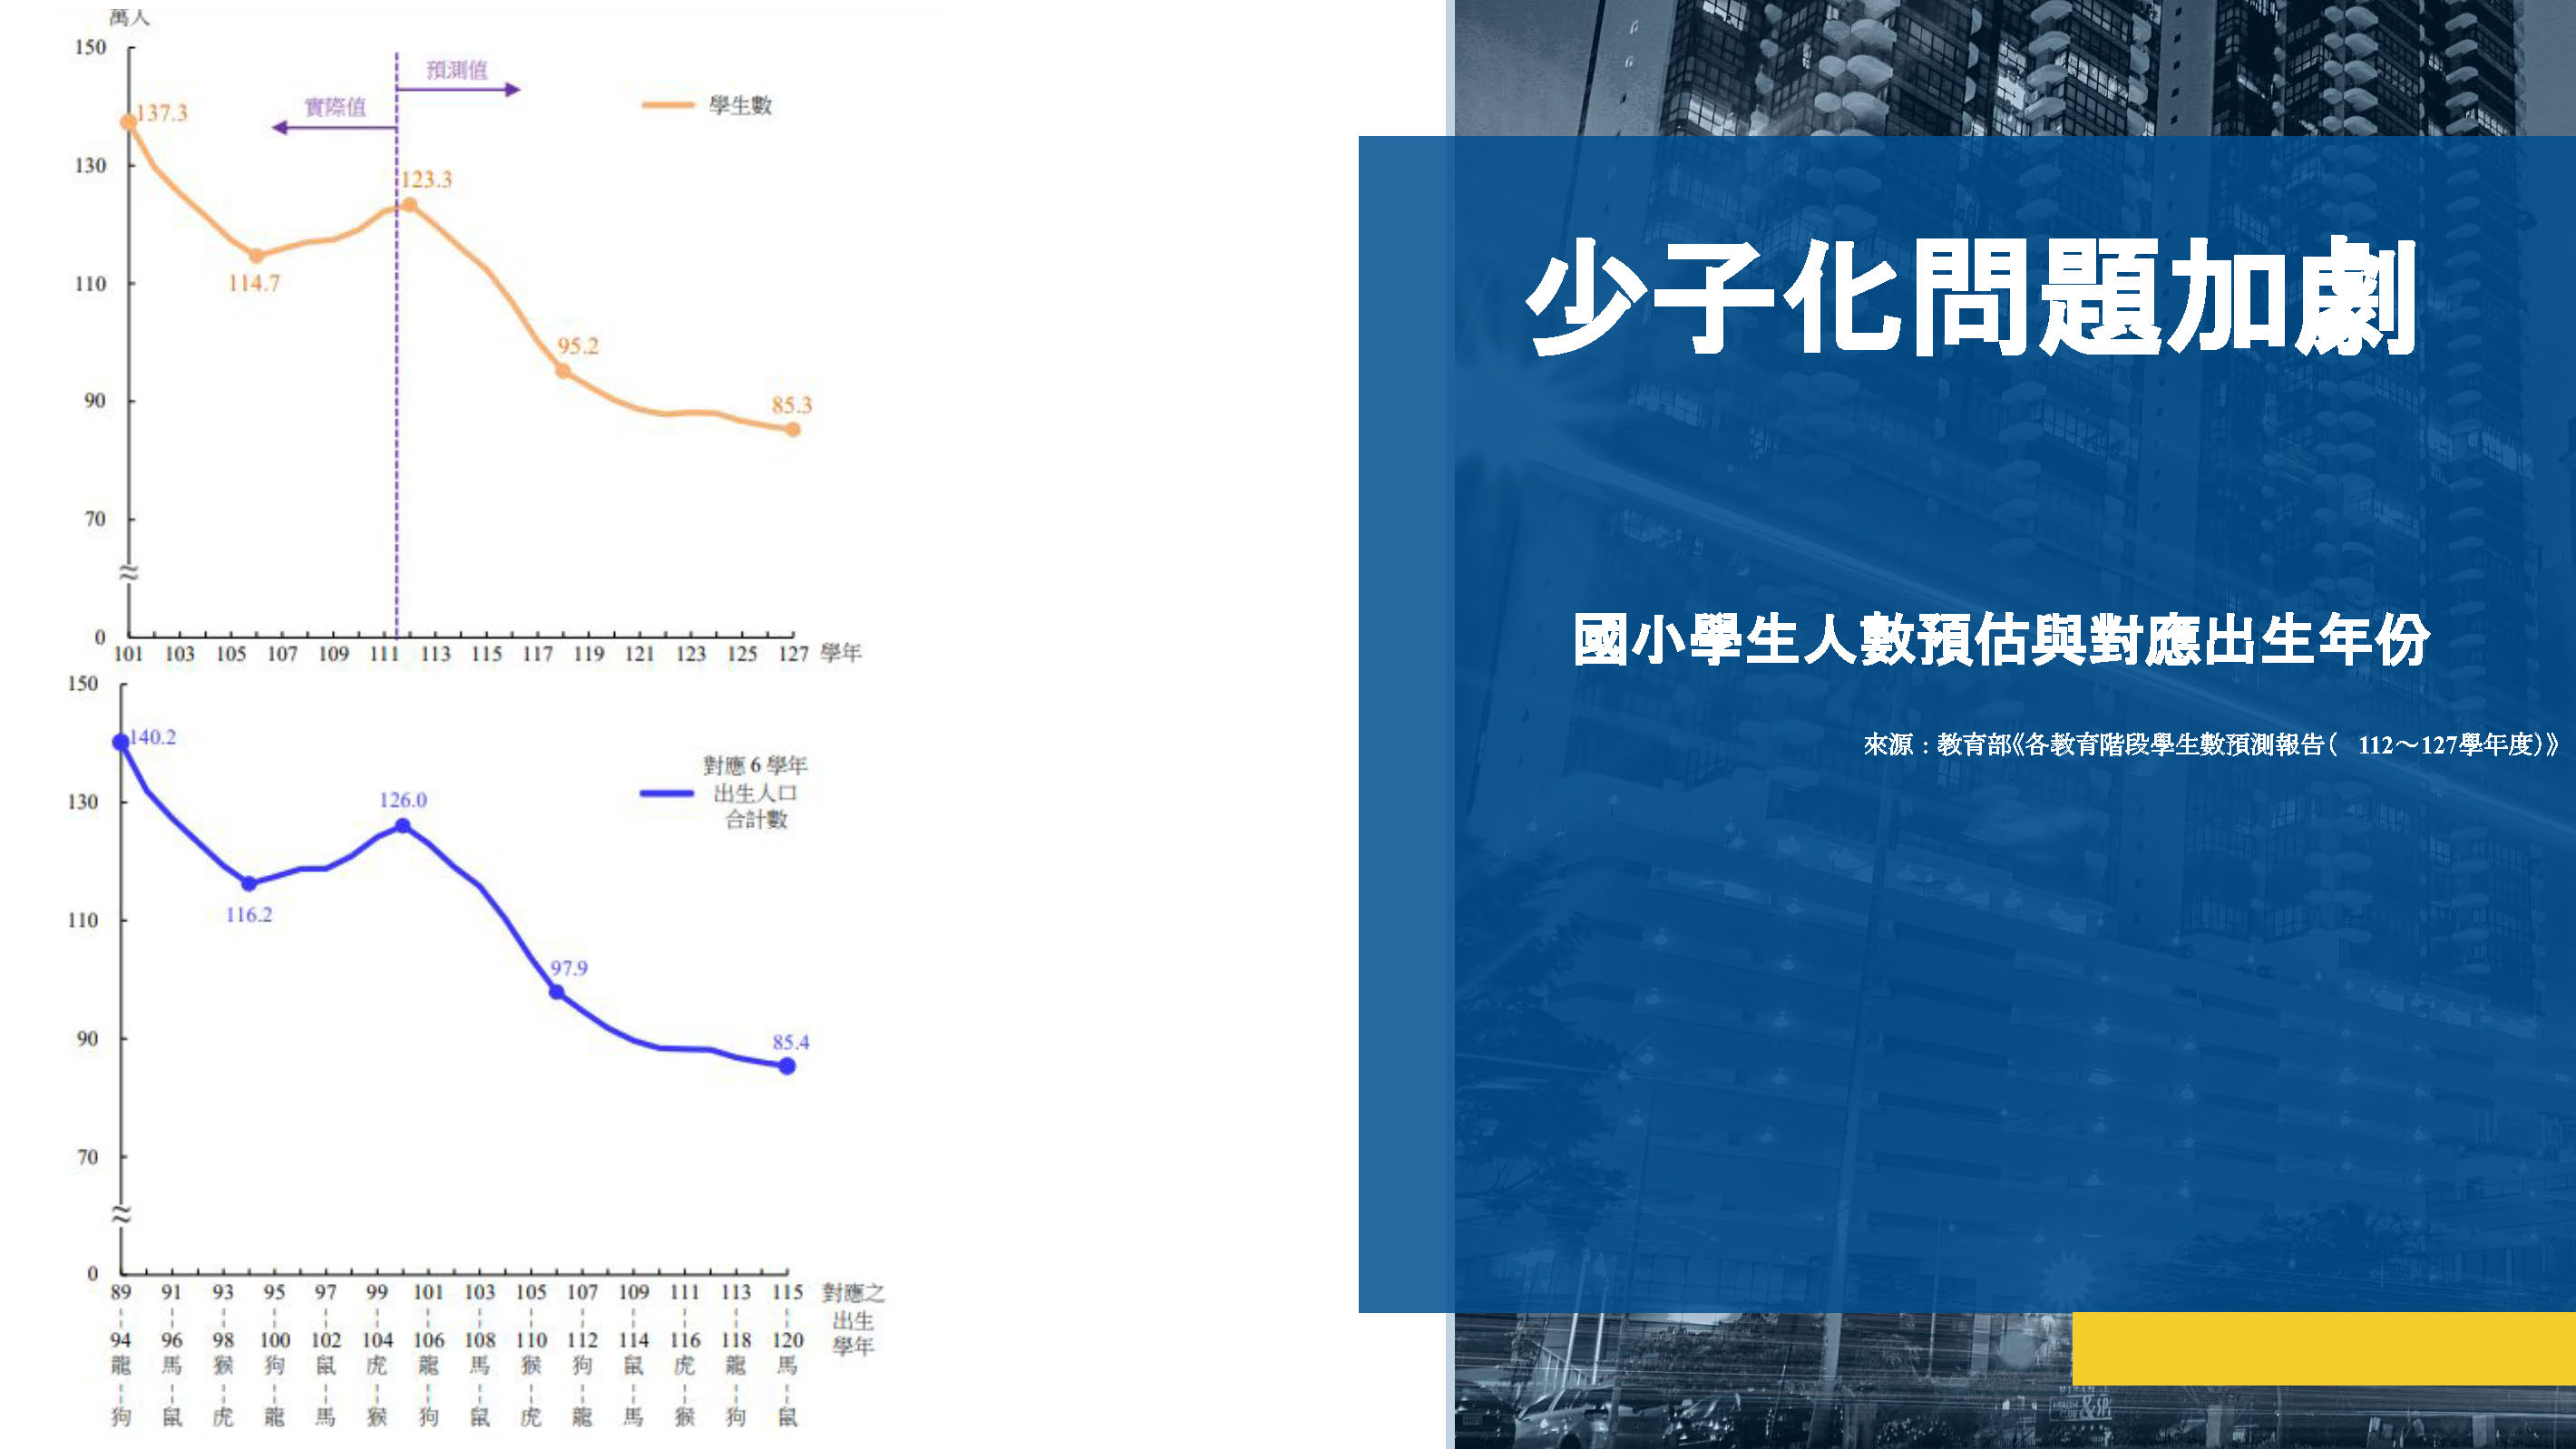 萬人
150
137.3
預測值
實際值
學生數
130
123.3
114.7
110
95.2
90
85.3
70
0
101 103 105 107 109 111 113 115 117 119 121 123 125 127 學年
150
140.2
對應 6 學年
出生人口
合計數
130
126.0
116.2
110
97.9
90
85.4
70
0
89 91 93 95 97 99 101 103 105 107 109 111 113 115 對應之
出生
94 96 98 100 102 104 106 108 110 112 114 116 118 120 學年
龍 馬 猴 狗 鼠 虎 龍 馬 猴 狗 鼠 虎 龍 馬
狗 鼠 虎 龍 馬 猴 狗 鼠 虎 龍 馬 猴 狗 鼠
少子化問題加劇
國小學生人數預估與對應出生年份
來源：教育部《各教育階段學生數預測報告( 112～127學年度)》